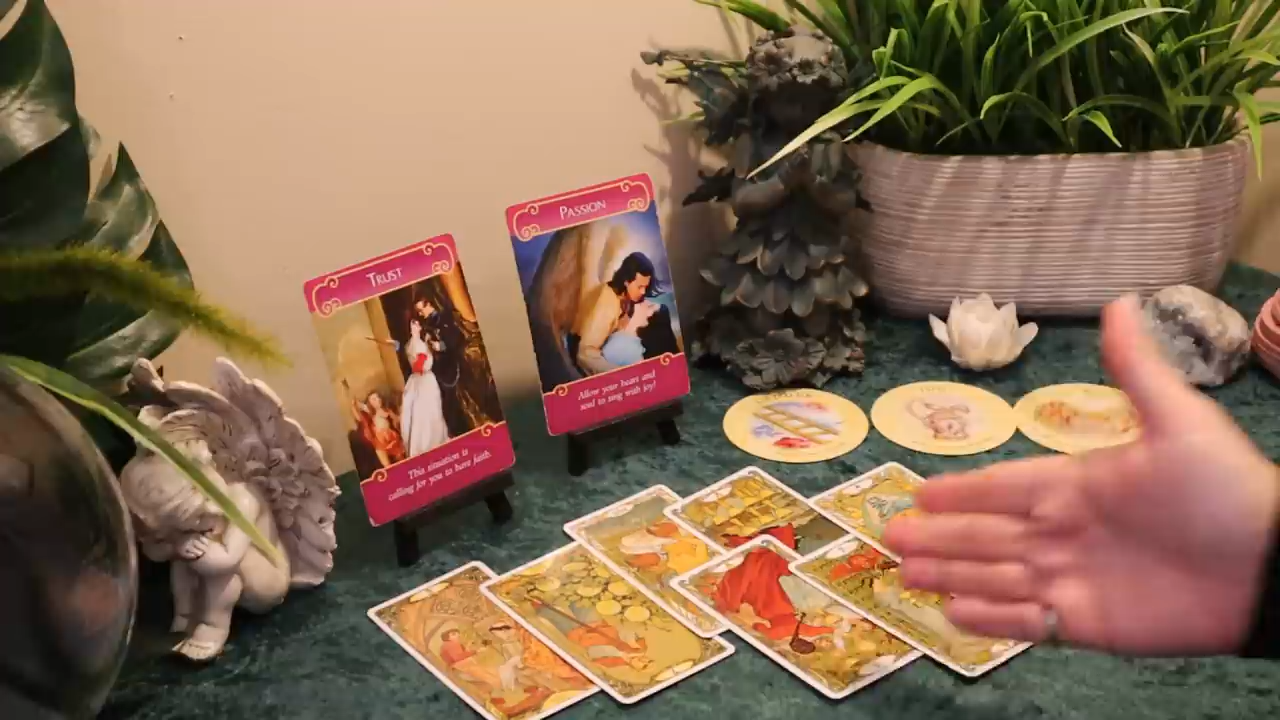 TRUST
This situation is
calling for you to have faith.
PASSION
Allow your heart and
soul to sing with joy!